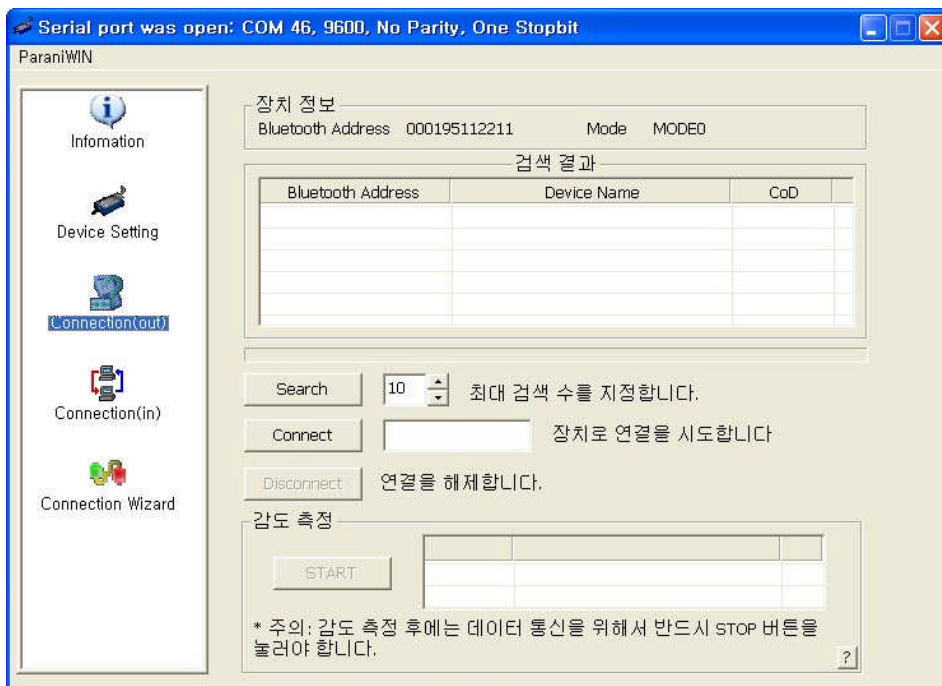 Serial port was open: COM 46, 9600, No Parity, One Stopbit
ParaniWIN
Infomation
Device Setting
Connection(out)
Connection(in)
Connection Wizard
장치 정보
Bluetooth Address 000195112211 Mode MODE0
검색 결과
Bluetooth Address Device Name CoD
Search 10 최대 검색 수를 지정합니다.
Connect 장치로 연결을 시도합니다
Disconnect 연결을 해제합니다.
감도 측정
START
* 주의: 감도 측정 후에는 데이터 통신을 위해서 반드시 STOP 버튼을
눌러야 합니다.
?